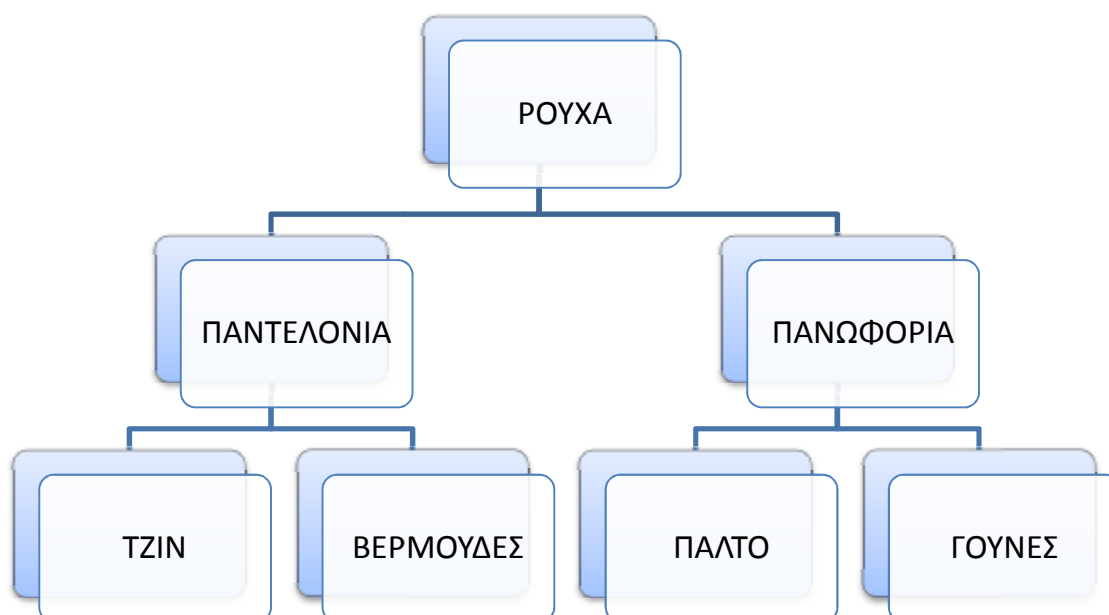 ΡΟΥΧΑ
ΠΑΝΤΕΛΟΝΙΑ
ΠΑΝΩΦΟΡΙΑ
ΤΖΙΝ
ΒΕΡΜΟΥΔΕΣ
ΠΑΛΤΟ
ΓΟΥΝΕΣ